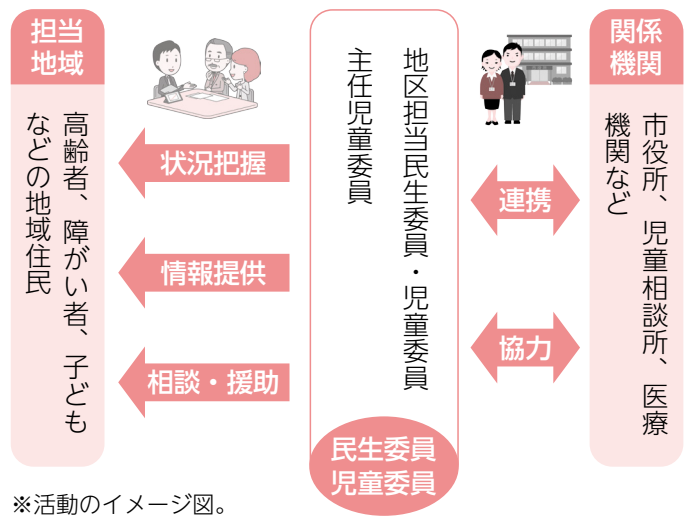 担当
地域
高齢者、障がい者、子ども
などの地域住民
状況把握
情報提供
相談・援助
地区担当民生委員・児童委員
主任児童委員
民生委員
児童委員
連携
協力
関係
機関
市役所、児童相談所、医療
機関など
※活動のイメージ図。